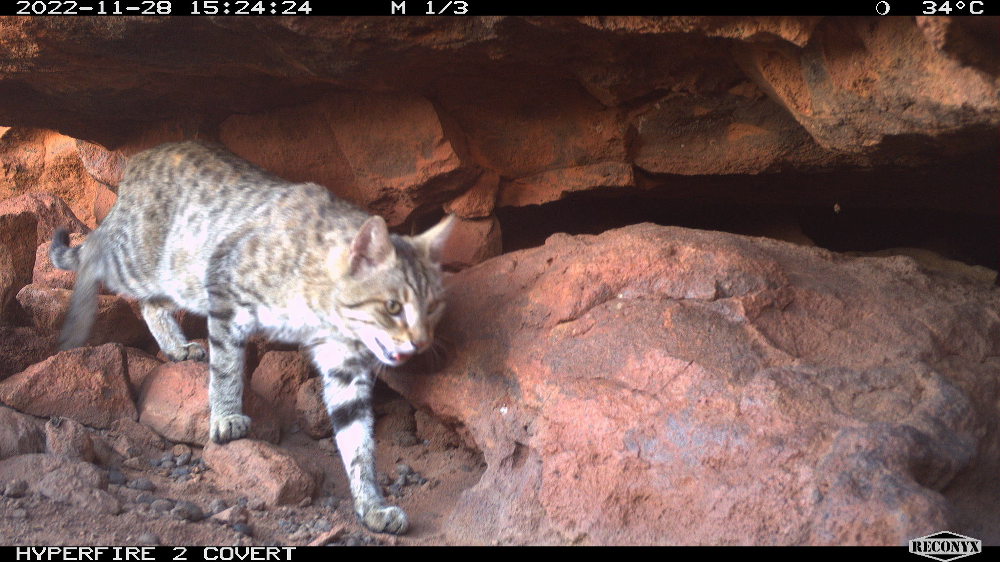 2022-11-28 15:24:24 M 1/3 34°C
HYPERFIRE 2 COVERT
RECONYX